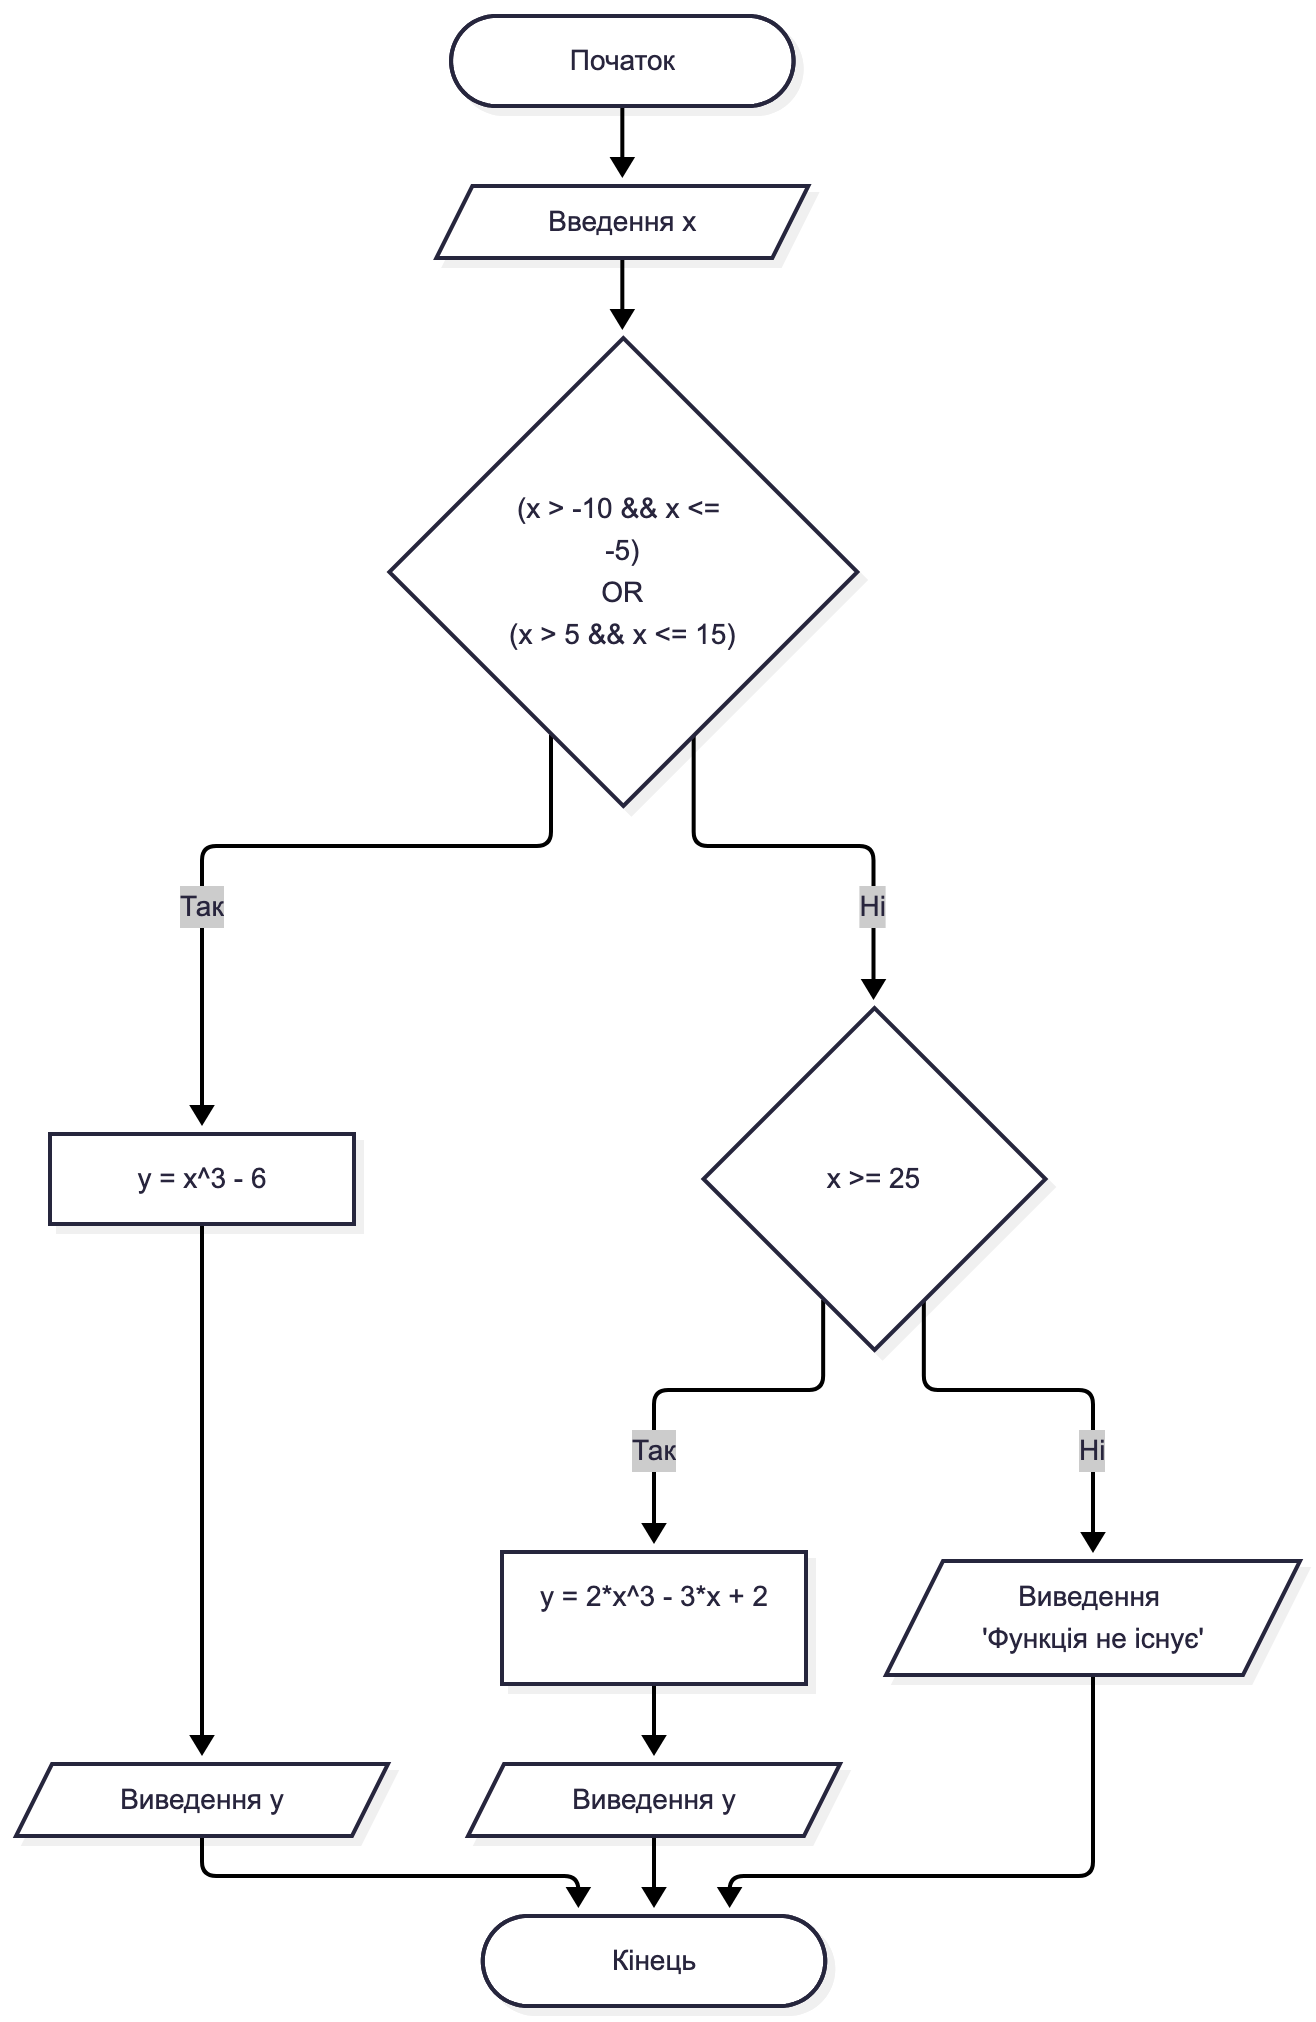 Початок
Введення x
(x > -10 && x <=
-5)
OR
(x > 5 && x <= 15)
Так
Ні
y = x^3 - 6
x >= 25
Так
Ні
y = 2*x^3 - 3*x + 2
Виведення
'Функція не існує'
Виведення y
Виведення y
Кінець